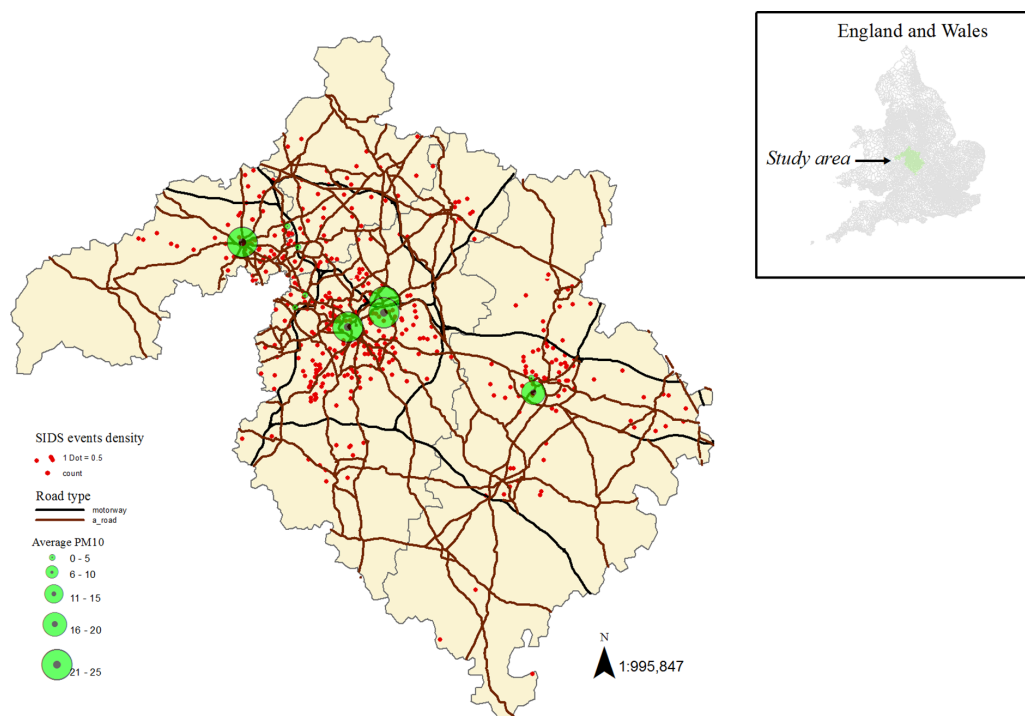 England and Wales
Study area
SIDS events density
1 Dot = 0.5
count
Road type
motorway
a_road
Average PM10
0 - 5
6 - 10
11 - 15
16 - 20
21 - 25
N
1:995,847